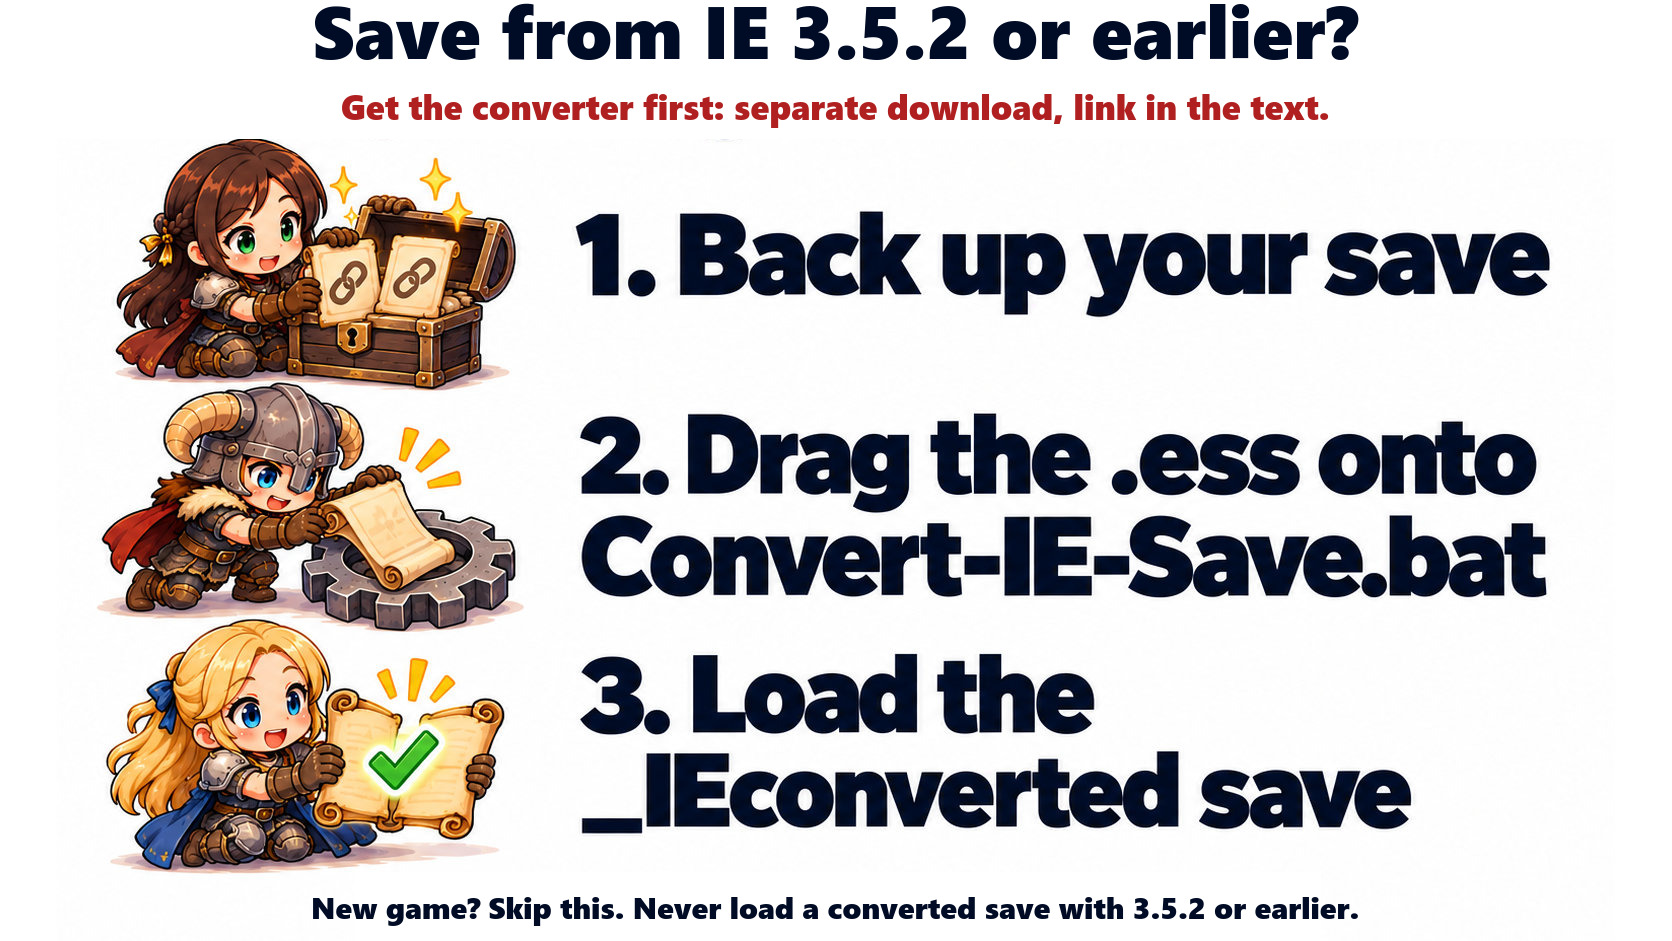 Save from IE 3.5.2 or earlier?
Get the converter first: separate download, link in the text.
1. Back up your save
2. Drag the .ess onto
Convert-IE-Save.bat
3. Load the
_IEconverted save
New game? Skip this. Never load a converted save with 3.5.2 or earlier.